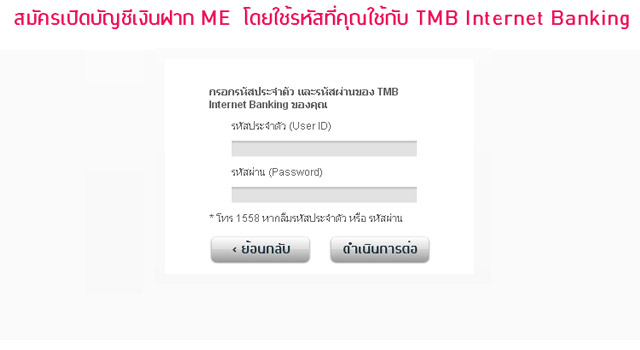 สมัครเปิดบัญชีเงินฝาก ME โดยใช้รหัสที่คุณใช้กับ TMB Internet Banking
กรอกรหัสประจำตัว และรหัสผ่านของ TMB
Internet Banking ของคุณ
รหัสประจำตัว (User ID)
รหัสผ่าน (Password)
* โทร 1558 หากลืมรหัสประจำตัว หรือ รหัสผ่าน
< ย้อนกลับ
ดำเนินการต่อ